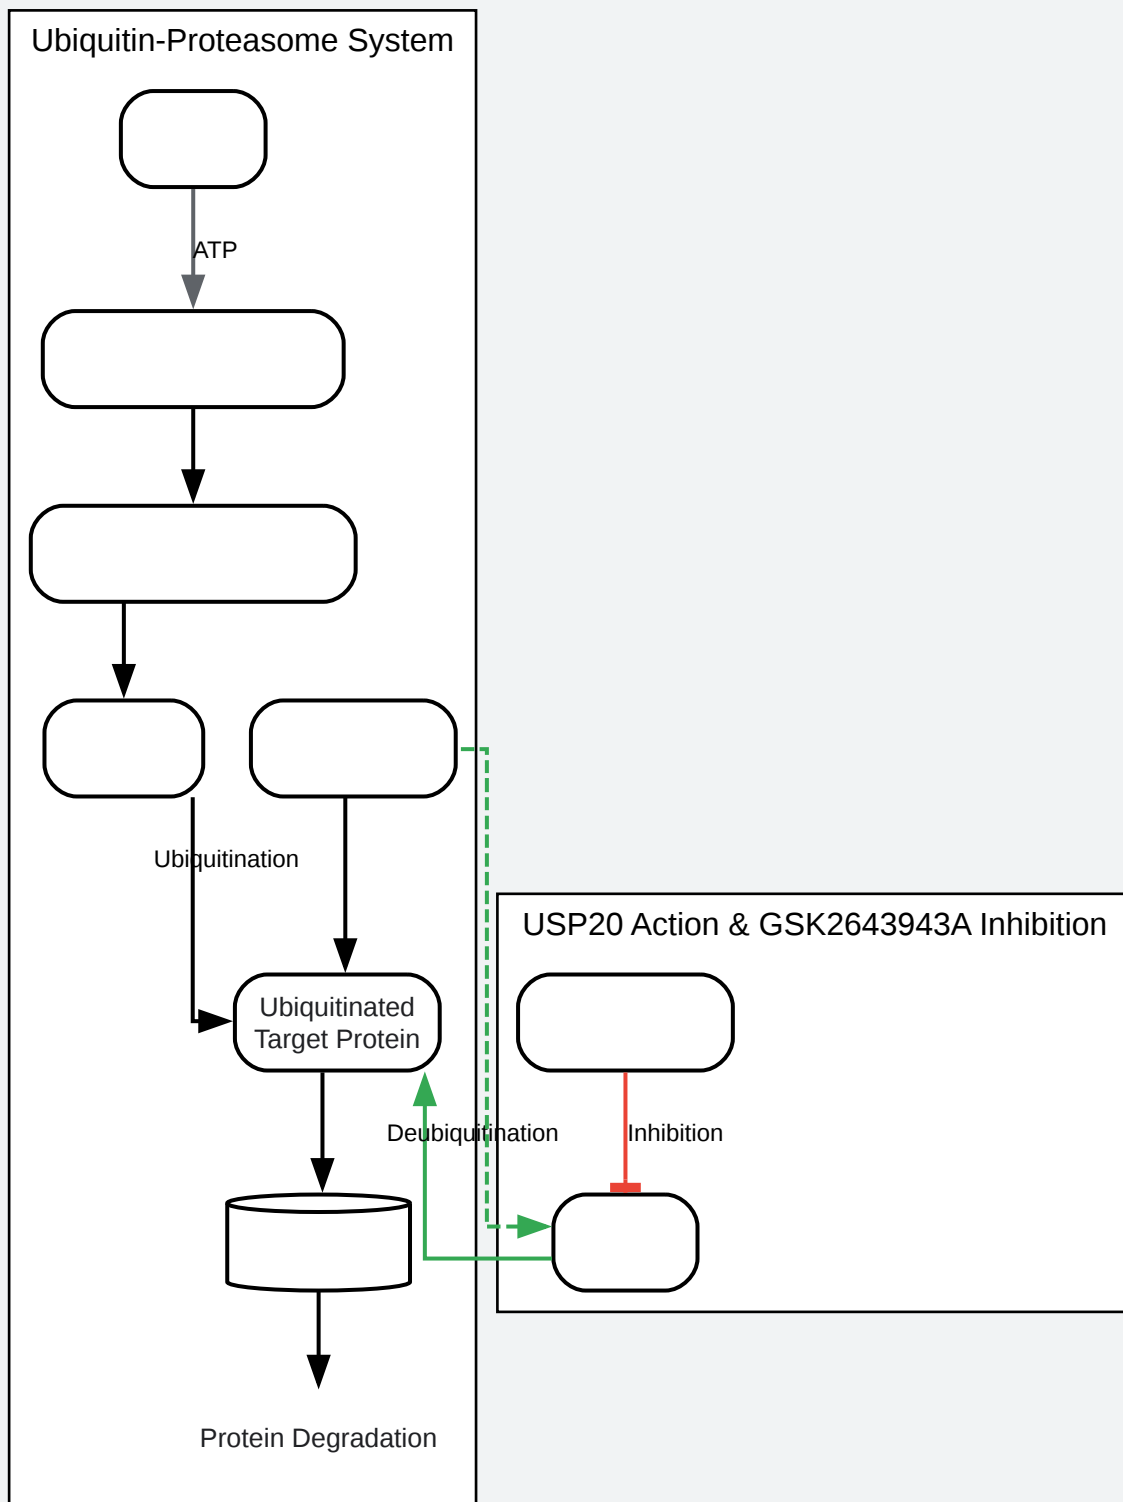 Ubiquitin-Proteasome System
ATP
Ubiquitination
USP20 Action & GSK2643943A Inhibition
Ubiquitinated
Target Protein
Deubiquitination
Inhibition
Protein Degradation